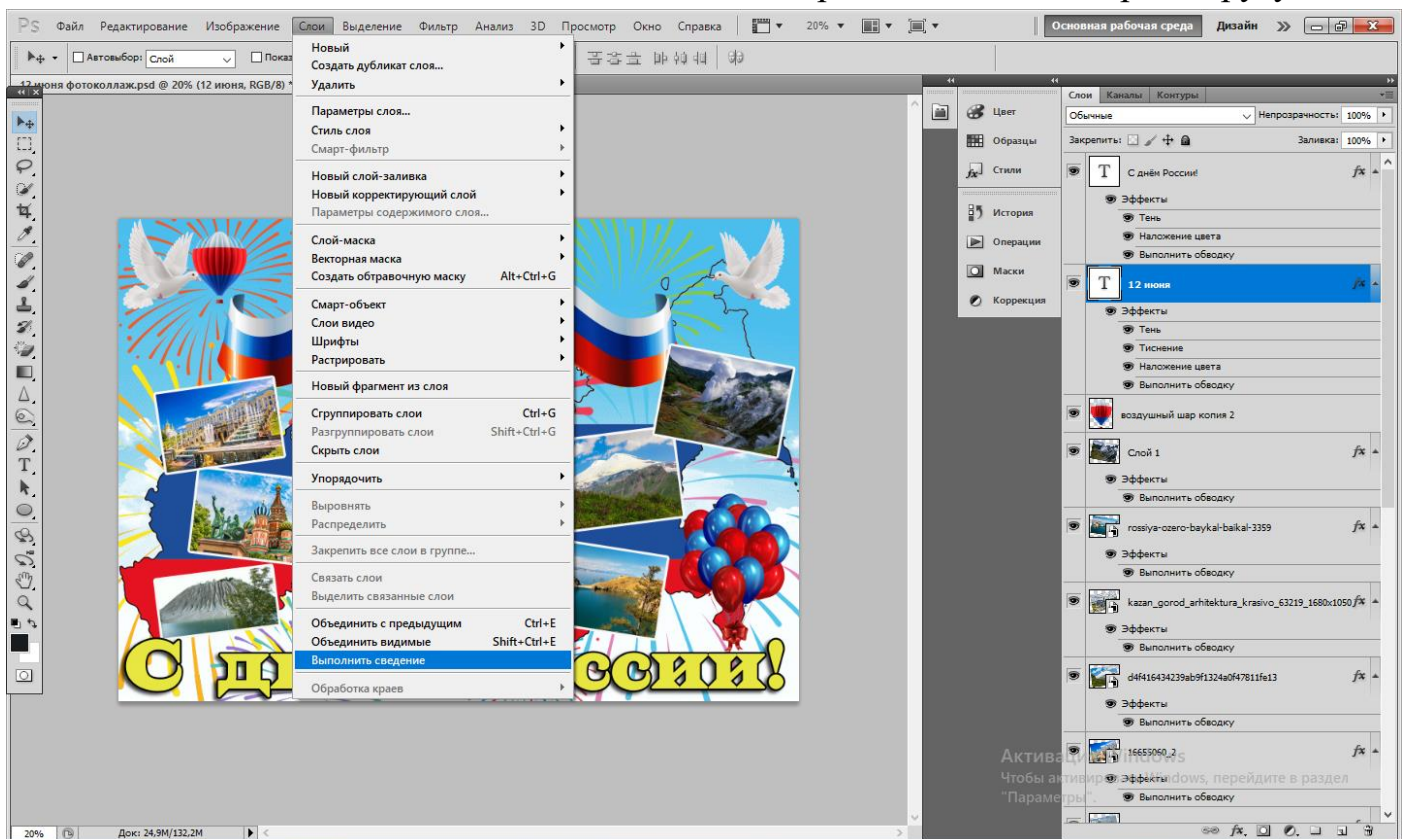 Ps Файл Редактирование Изображение Слои Выделение Фильтр Анализ 3D Просмотр Окно Справка 20% Основная рабочая среда Дизайн
Автовыбор: Слой Показ
12 июня фотоколлаж.psd @ 20% (12 июня, RGB/8) *
Новый
Создать дубликат слоя...
Удалить
Параметры слоя...
Стиль слоя
Смарт-фильтр
Новый слой-заливка
Новый корректирующий слой
Параметры содержимого слоя...
Слой-маска
Векторная маска
Создать обтравочную маску Alt+Ctrl+G
Смарт-объект
Слои видео
Шрифты
Растрировать
Новый фрагмент из слоя
Сгруппировать слои Ctrl+G
Разгруппировать слои Shift+Ctrl+G
Скрыть слои
Упорядочить
Выровнять
Распределить
Закрепить все слои в группе...
Связать слои
Выделить связанные слои
Объединить с предыдущим Ctrl+E
Объединить видимые Shift+Ctrl+E
Выполнить сведение
Обработка краев
С д ссии!
Цвет
Образцы
Стили
История
Операции
Маски
Коррекция
Слои Каналы Контуры
Обычные Непрозрачность: 100%
Закрепить: Заливка: 100%
T С днём России! fx
Эффекты
Тень
Наложение цвета
Выполнить обводку
T 12 июня fx
Эффекты
Тень
Тиснение
Наложение цвета
Выполнить обводку
воздушный шар копия 2
Слой 1 fx
Эффекты
Выполнить обводку
rossiya-ozero-baykal-baikal-3359 fx
Эффекты
Выполнить обводку
kazan_gorod_arhitektura_krasivo_63219_1680x1050 fx
Эффекты
Выполнить обводку
d4f416434239ab9f1324a0f47811fe13 fx
Эффекты
Выполнить обводку
16655060_2 fx
Эффекты
Выполнить обводку
Windows
Чтобы Windows, перейдите в раздел
20% Док: 24,9M/132,2M